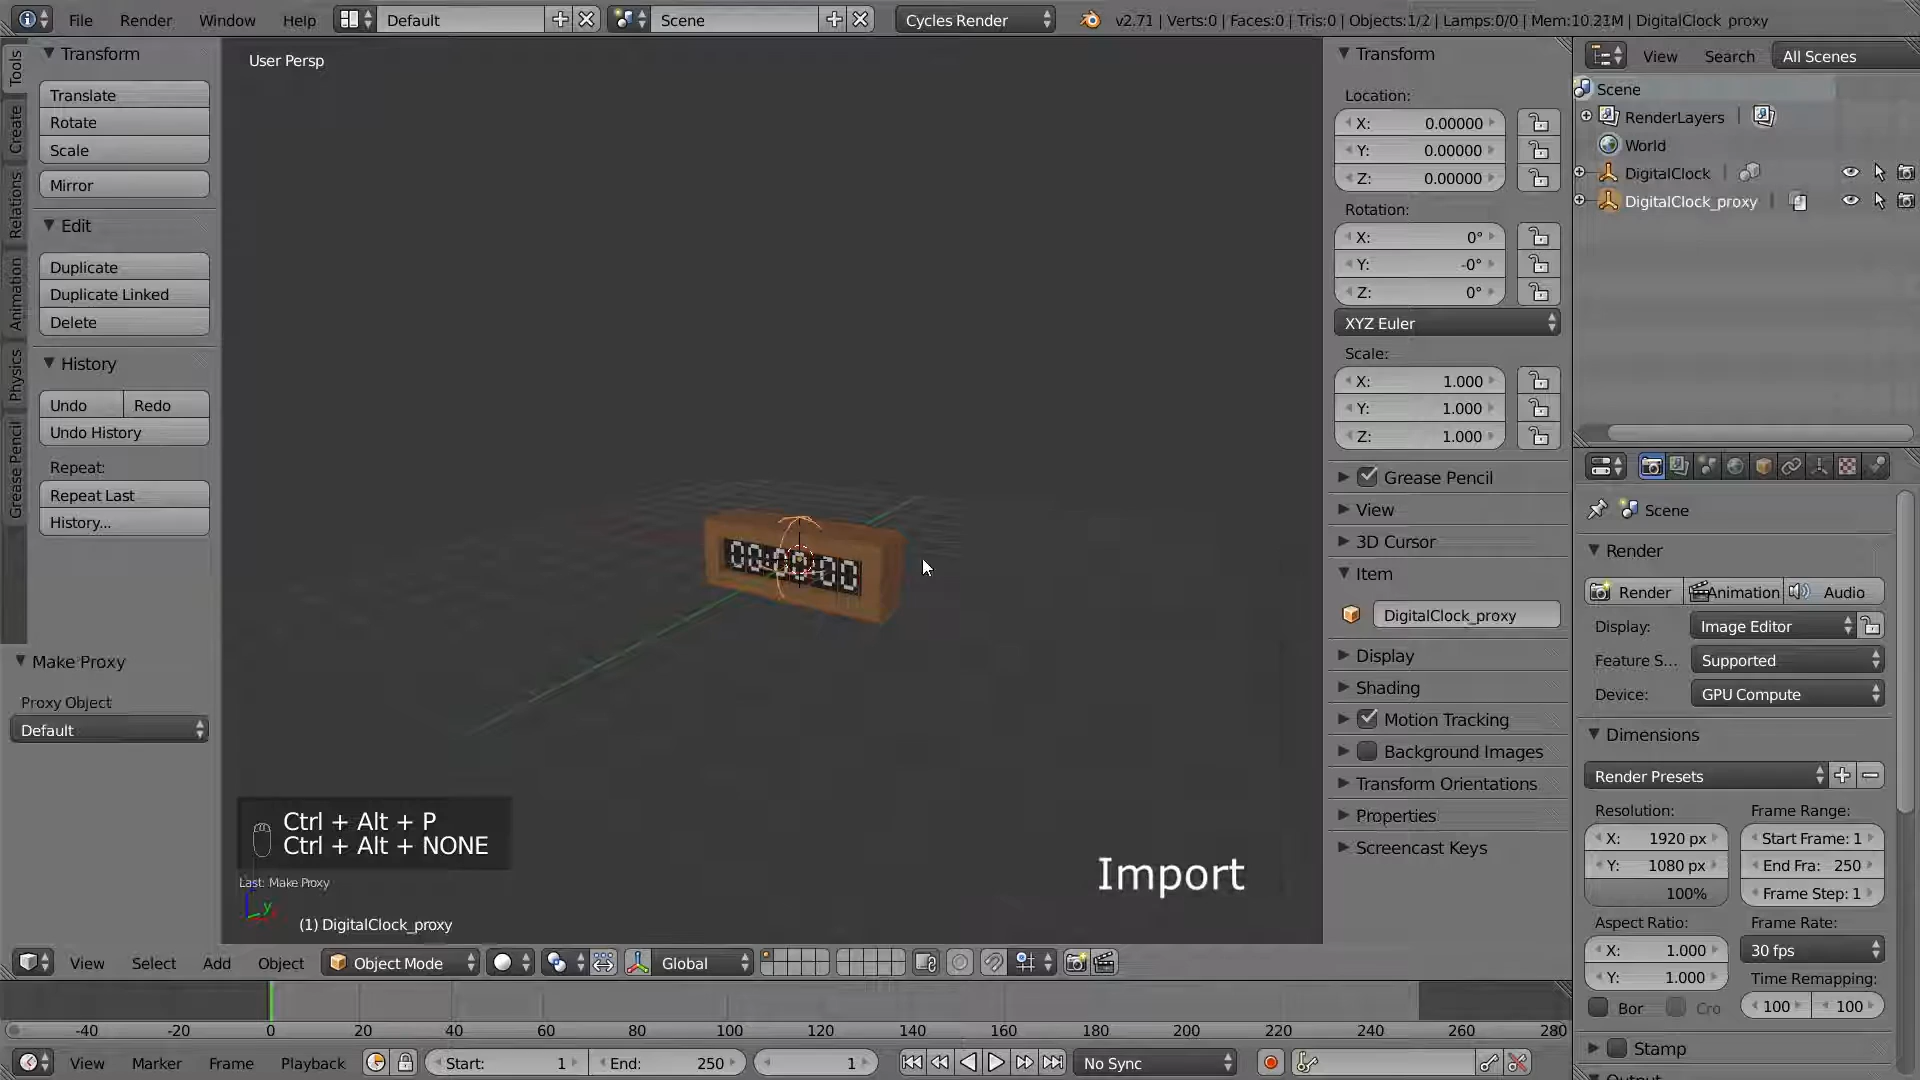 File Render Window Help Default Scene Cycles Render v2.71 | Verts:0 | Faces:0 | Tris:0 | Objects:1/2 | Lamps:0/0 | Mem:10.21M | DigitalClock_proxy
Tools
Create
Relations
Animation
Physics
Grease Pencil
Transform
Translate
Rotate
Scale
Mirror
Edit
Duplicate
Duplicate Linked
Delete
History
Undo Redo
Undo History
Repeat:
Repeat Last
History...
Make Proxy
Proxy Object
Default
User Persp
00:00:00
Ctrl + Alt + P
Ctrl + Alt + NONE
Last: Make Proxy
y
(1) DigitalClock_proxy
Import
Transform
Location:
X: 0.00000
Y: 0.00000
Z: 0.00000
Rotation:
X: 0°
Y: -0°
Z: 0°
XYZ Euler
Scale:
X: 1.000
Y: 1.000
Z: 1.000
Grease Pencil
View
3D Cursor
Item
DigitalClock_proxy
Display
Shading
Motion Tracking
Background Images
Transform Orientations
Properties
Screencast Keys
View Search All Scenes
Scene
RenderLayers
World
DigitalClock
DigitalClock_proxy
Scene
Render
Render Animation Audio
Display: Image Editor
Feature S... Supported
Device: GPU Compute
Dimensions
Render Presets
Resolution: Frame Range:
X: 1920 px Start Frame: 1
Y: 1080 px End Fra: 250
100% Frame Step: 1
Aspect Ratio: Frame Rate:
X: 1.000 30 fps
Y: 1.000 Time Remapping:
Bor Cro 100 100
Stamp
View Select Add Object Object Mode Global
-40 -20 0 20 40 60 80 100 120 140 160 180 200 220 240 260 280
View Marker Frame Playback Start: 1 End: 250 1 No Sync